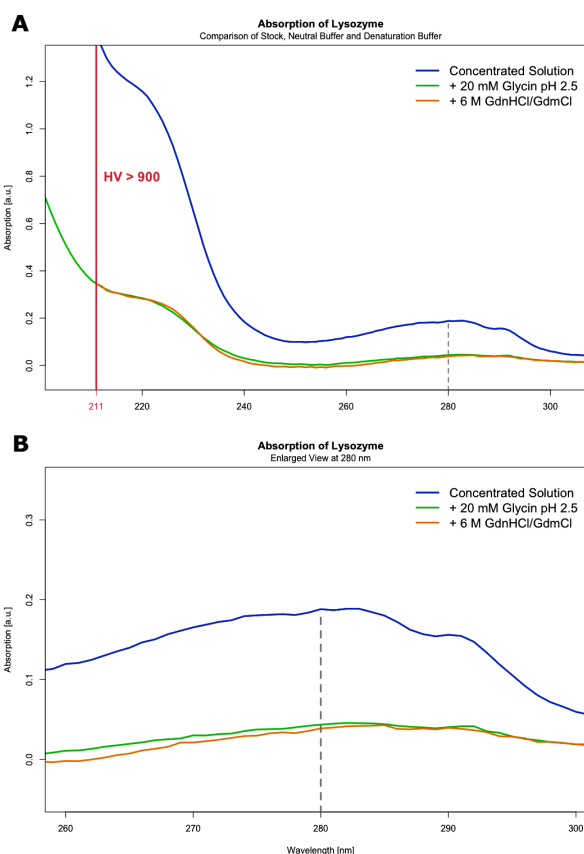 A
Absorption of Lysozyme
Comparison of Stock, Neutral Buffer and Denaturation Buffer
Concentrated Solution
+ 20 mM Glycin pH 2.5
+ 6 M GdnHCl/GdmCl
HV > 900
Absorption [a.u.]
1.2
1.0
0.8
0.6
0.4
0.2
0.0
211 220 240 260 280 300
B
Absorption of Lysozyme
Enlarged View at 280 nm
Concentrated Solution
+ 20 mM Glycin pH 2.5
+ 6 M GdnHCl/GdmCl
Absorption [a.u.]
0.3
0.2
0.1
0.0
260 270 280 290 300
Wavelength [nm]